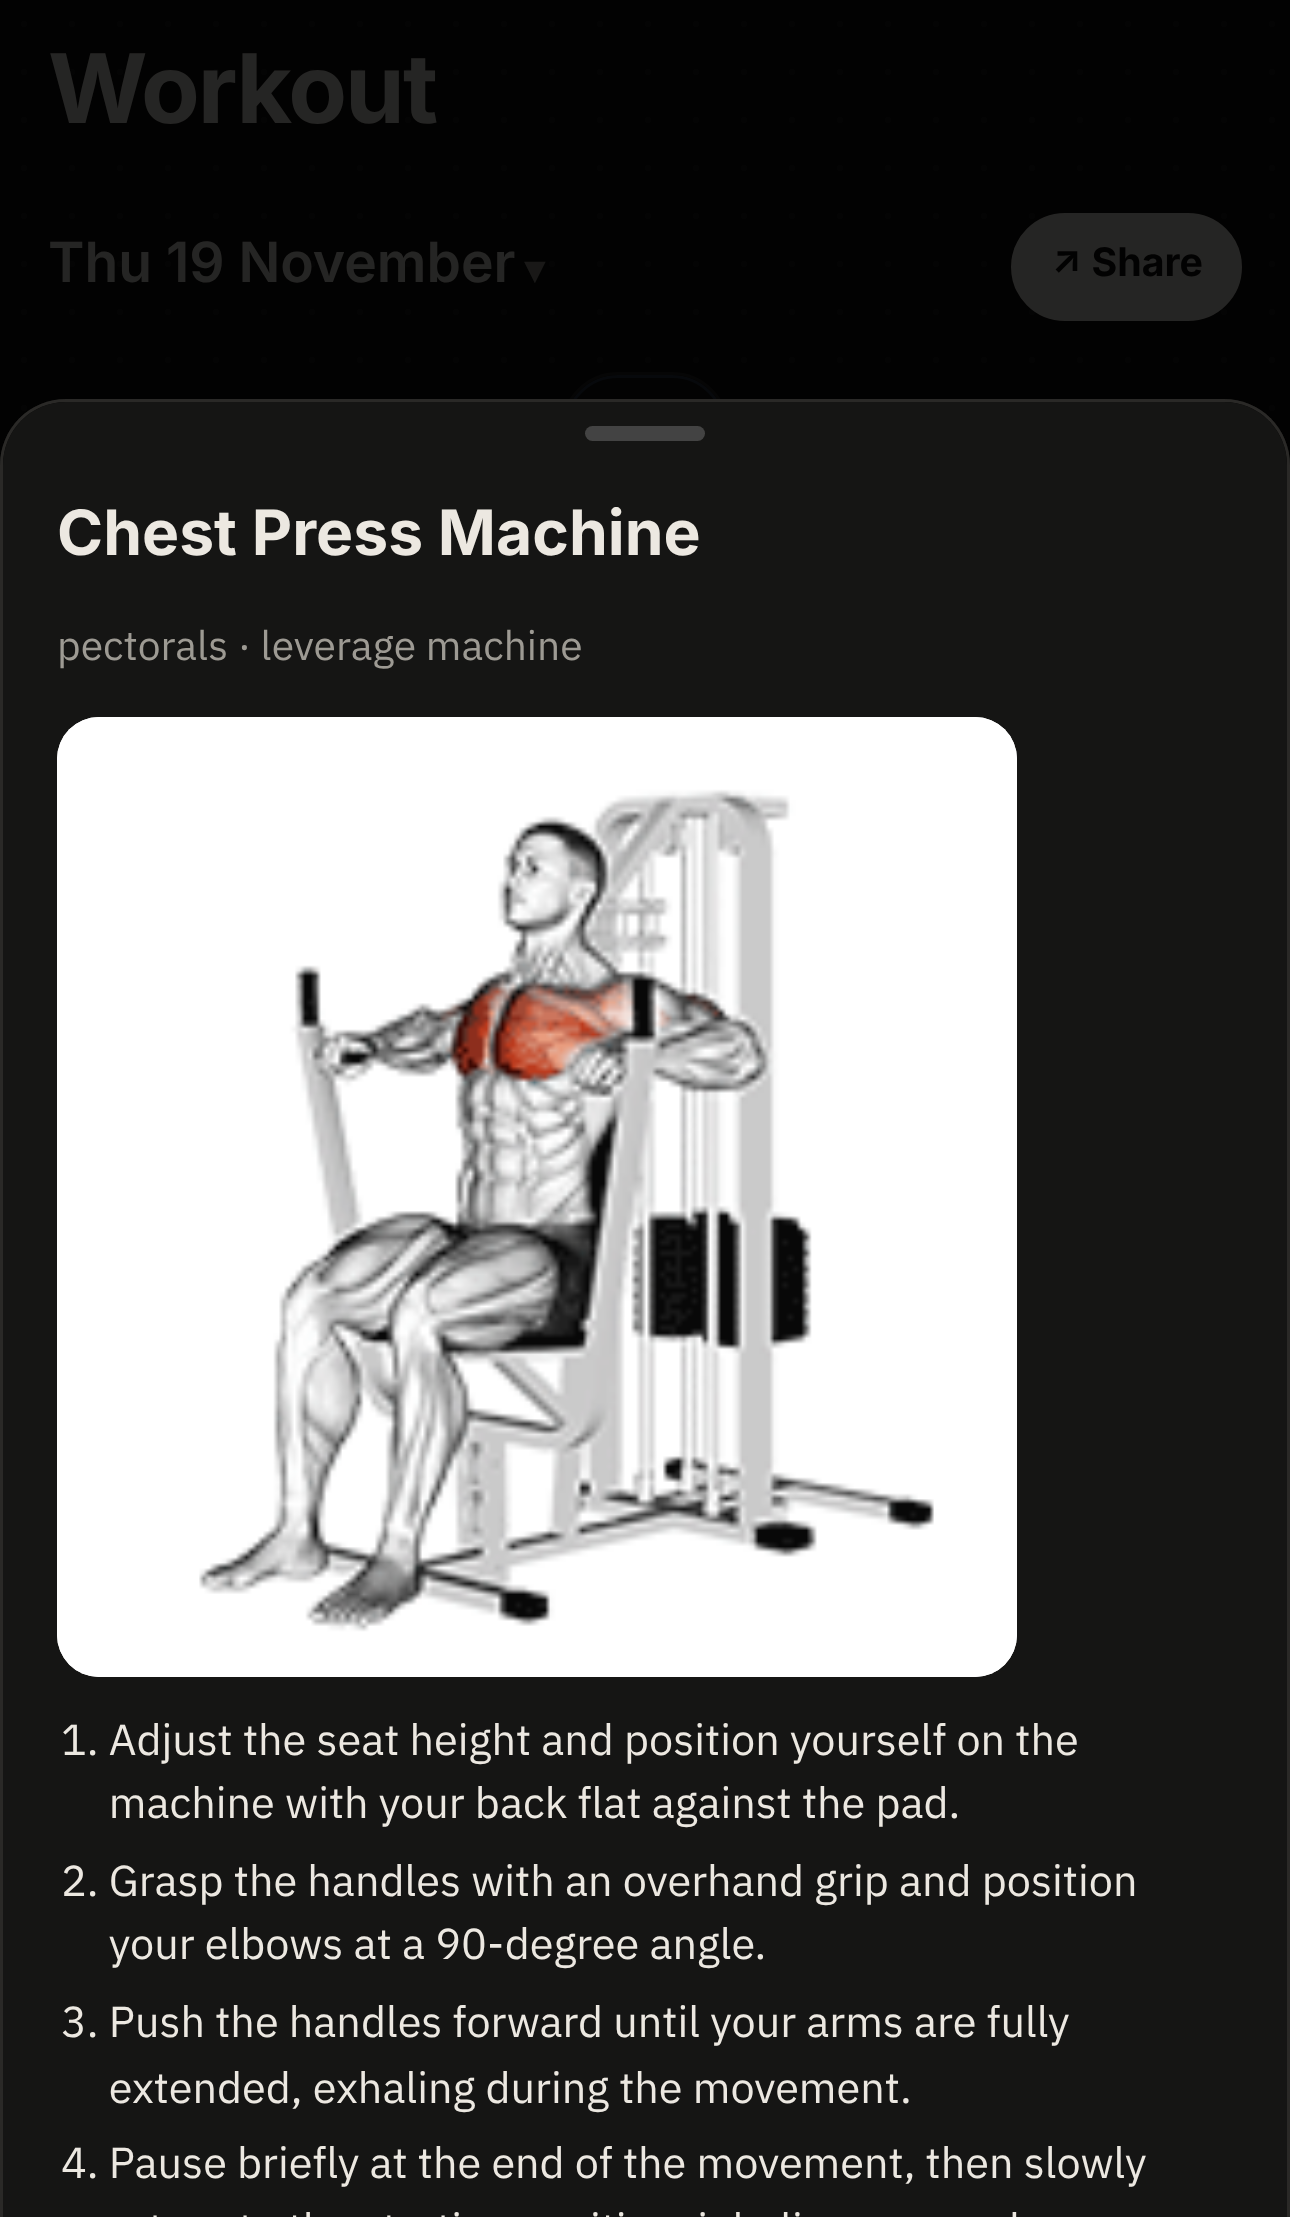 Workout
Thu 19 November ▾
↗ Share
Chest Press Machine
pectorals · leverage machine
1. Adjust the seat height and position yourself on the
machine with your back flat against the pad.
2. Grasp the handles with an overhand grip and position
your elbows at a 90-degree angle.
3. Push the handles forward until your arms are fully
extended, exhaling during the movement.
4. Pause briefly at the end of the movement, then slowly